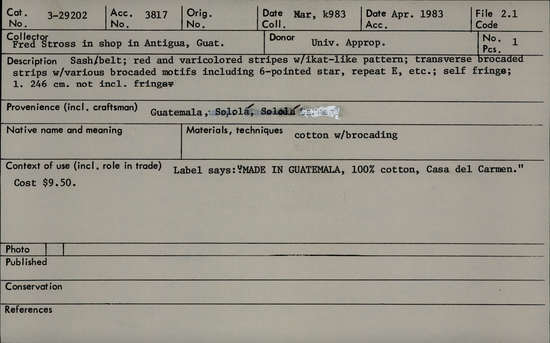 Cat. No. 3-29202 Acc. No. 3817 Orig. No. Date Coll. Mar, k983 Date Acc. Apr. 1983 File Code 2.1
Collector Fred Stross in shop in Antigua, Guat. Donor Univ. Approp. No. Pcs. 1
Description Sash/belt; red and varicolored stripes w/ikat-like pattern; transverse brocaded
strips w/various brocaded motifs including 6-pointed star, repeat E, etc.; self fringe;
l. 246 cm. not incl. fringe
Provenience (incl. craftsman) Guatemala, Sololá, Sololá
Native name and meaning Materials, techniques cotton w/brocading
Context of use (incl. role in trade) Label says: "MADE IN GUATEMALA, 100% cotton, Casa del Carmen."
Cost $9.50.
Photo
Published
Conservation
References